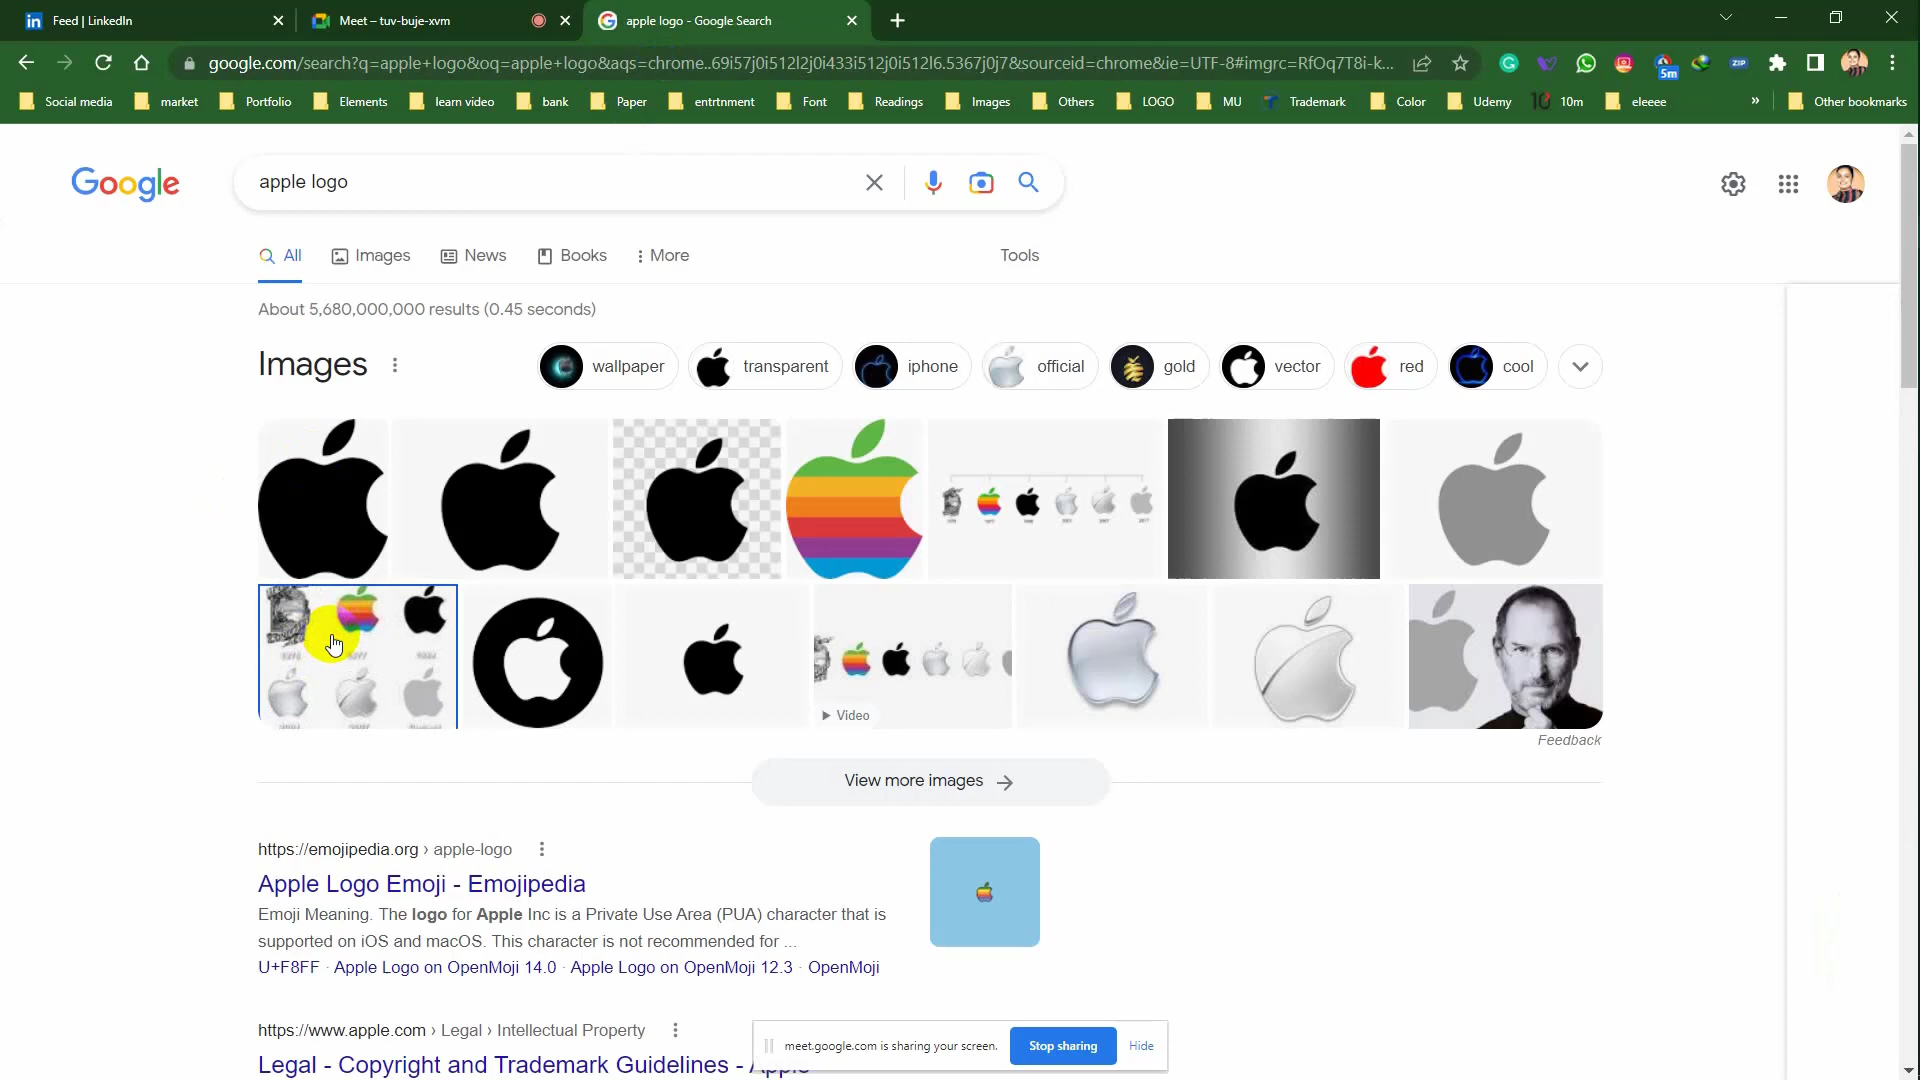 Feed | LinkedIn
Meet – tuv-buje-xvm
apple logo - Google Search
google.com/search?q=apple+logo&oq=apple+logo&aqs=chrome..69i57j0i512l2j0i433i512j0i512l6.5367j0j7&sourceid=chrome&ie=UTF-8#imgrc=RfOq7T8i-k...
5m
ZIP
Social media
market
Portfolio
Elements
learn video
bank
Paper
entrtnment
Font
Readings
Images
Others
LOGO
MU
Trademark
Color
Udemy
10m
eleeee
»
Other bookmarks
Google
apple logo
All
Images
News
Books
More
Tools
About 5,680,000,000 results (0.45 seconds)
Images
wallpaper
transparent
iphone
official
gold
vector
red
cool
Video
Feedback
View more images
https://emojipedia.org › apple-logo
Apple Logo Emoji - Emojipedia
Emoji Meaning. The logo for Apple Inc is a Private Use Area (PUA) character that is
supported on iOS and macOS. This character is not recommended for ...
U+F8FF · Apple Logo on OpenMoji 14.0 · Apple Logo on OpenMoji 12.3 · OpenMoji
https://www.apple.com › Legal › Intellectual Property
Legal - Copyright and Trademark Guidelines - Apple
meet.google.com is sharing your screen.
Stop sharing
Hide